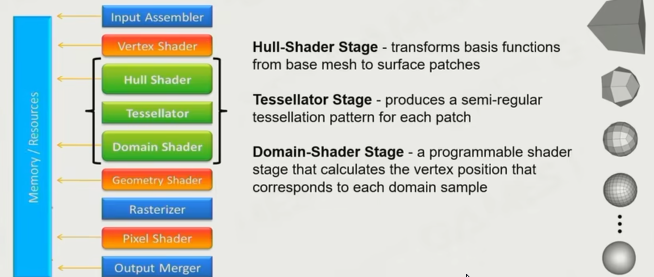 Memory / Resources
Input Assembler
Vertex Shader
Hull Shader
Tessellator
Domain Shader
Geometry Shader
Rasterizer
Pixel Shader
Output Merger
Hull-Shader Stage - transforms basis functions
from base mesh to surface patches
Tessellator Stage - produces a semi-regular
tessellation pattern for each patch
Domain-Shader Stage - a programmable shader
stage that calculates the vertex position that
corresponds to each domain sample